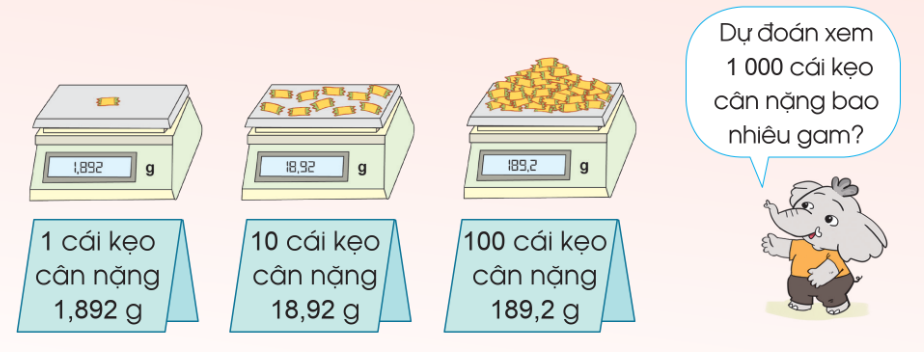 Dự đoán xem
1 000 cái kẹo
cân nặng bao
nhiêu gam?
1,892 g
18,92 g
189,2 g
1 cái kẹo
cân nặng
1,892 g
10 cái kẹo
cân nặng
18,92 g
100 cái kẹo
cân nặng
189,2 g